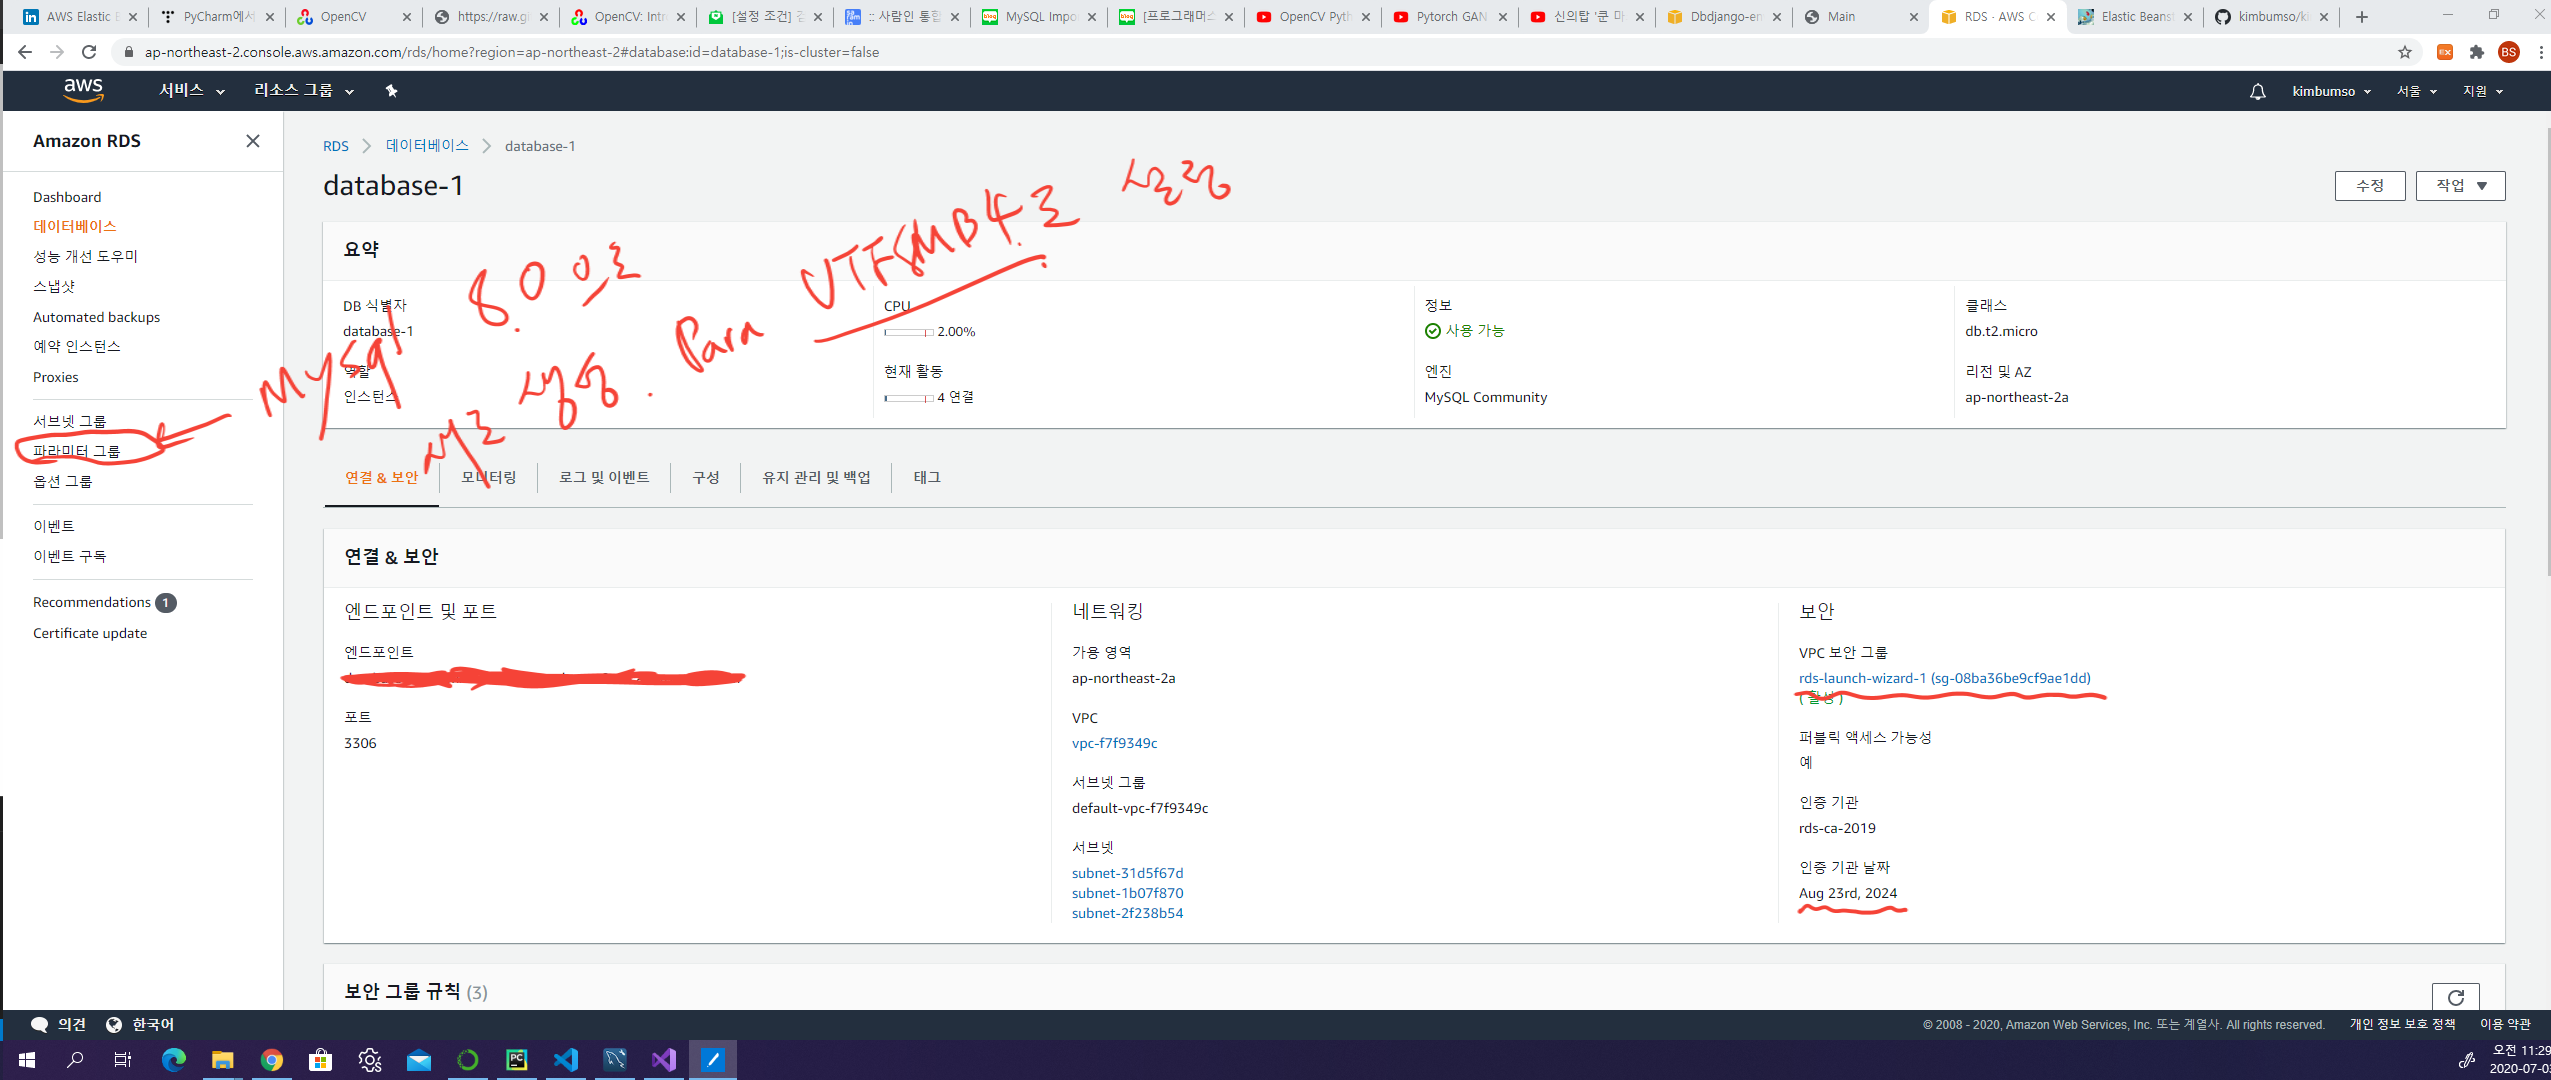 AWS Elastic B
PyCharm에서
OpenCV
https://raw.gi
OpenCV: Intr
[설정 조건] 김
:: 사람인 통합
MySQL Impo
[프로그래머스
OpenCV Pyth
Pytorch GAN
신의탑 '쿤 마
Dbdjango-en
Main
RDS · AWS C
Elastic Beanst
kimbumso/ki
ap-northeast-2.console.aws.amazon.com/rds/home?region=ap-northeast-2#database:id=database-1;is-cluster=false
BS
aws
서비스
리소스 그룹
kimbumso
서울
지원
Amazon RDS
Dashboard
데이터베이스
성능 개선 도우미
스냅샷
Automated backups
예약 인스턴스
Proxies
서브넷 그룹
파라미터 그룹
옵션 그룹
이벤트
이벤트 구독
Recommendations 1
Certificate update
RDS
데이터베이스
database-1
database-1
수정
작업
Mysql 8.0 으로
새로 생성. Para UTF8MB4로 설정
요약
DB 식별자
database-1
역할
인스턴스
CPU
2.00%
현재 활동
4 연결
정보
사용 가능
엔진
MySQL Community
클래스
db.t2.micro
리전 및 AZ
ap-northeast-2a
연결 & 보안
모니터링
로그 및 이벤트
구성
유지 관리 및 백업
태그
연결 & 보안
엔드포인트 및 포트
엔드포인트
포트
3306
네트워킹
가용 영역
ap-northeast-2a
VPC
vpc-f7f9349c
서브넷 그룹
default-vpc-f7f9349c
서브넷
subnet-31d5f67d
subnet-1b07f870
subnet-2f238b54
보안
VPC 보안 그룹
rds-launch-wizard-1 (sg-08ba36be9cf9ae1dd)
( 활성 )
퍼블릭 액세스 가능성
예
인증 기관
rds-ca-2019
인증 기관 날짜
Aug 23rd, 2024
보안 그룹 규칙 (3)
의견
한국어
© 2008 - 2020, Amazon Web Services, Inc. 또는 계열사. All rights reserved.
개인 정보 보호 정책
이용 약관
오전 11:29
2020-07-03